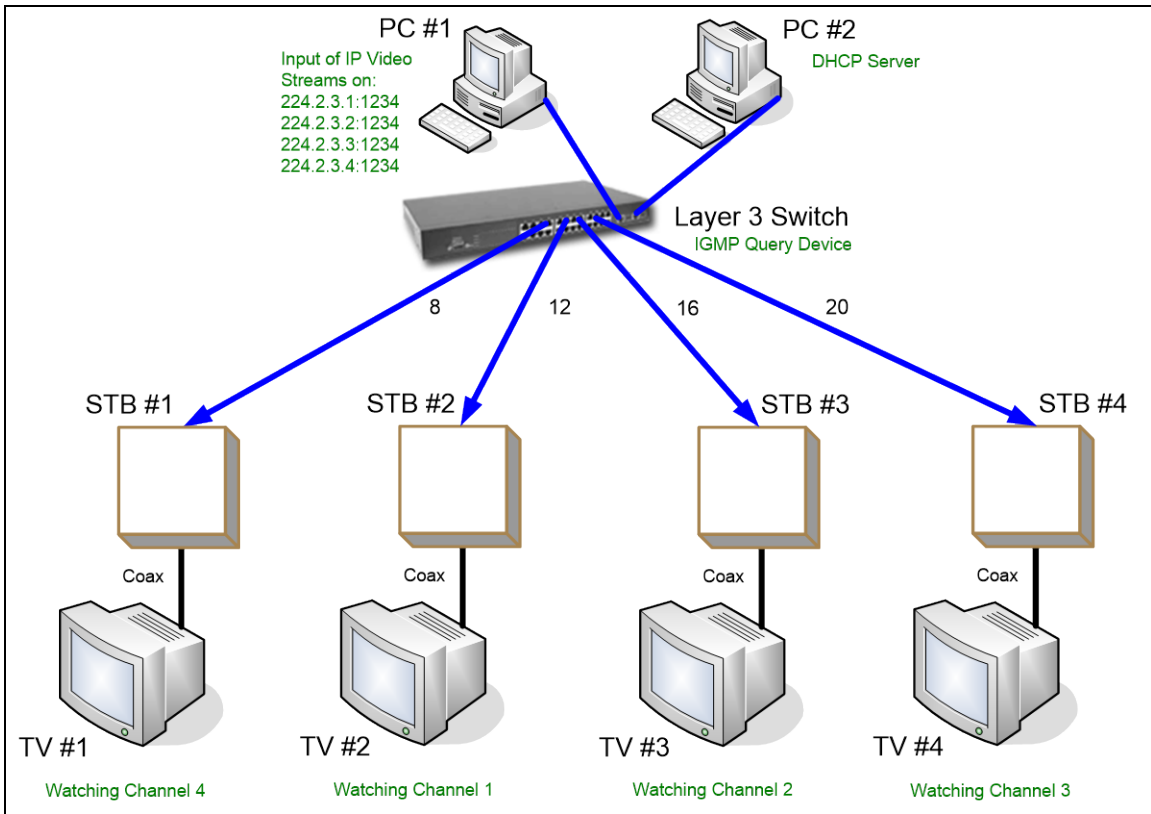 PC #1
Input of IP Video
Streams on:
224.2.3.1:1234
224.2.3.2:1234
224.2.3.3:1234
224.2.3.4:1234
PC #2
DHCP Server
Layer 3 Switch
IGMP Query Device
8
12
16
20
STB #1
STB #2
STB #3
STB #4
Coax
Coax
Coax
Coax
TV #1
TV #2
TV #3
TV #4
Watching Channel 4
Watching Channel 1
Watching Channel 2
Watching Channel 3